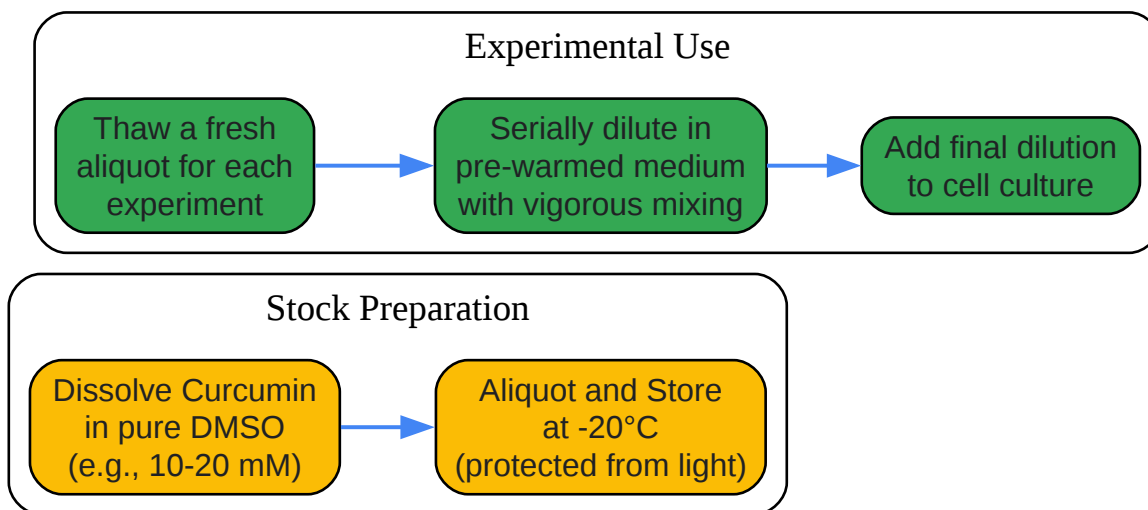 Experimental Use
Thaw a fresh
aliquot for each
experiment
Serially dilute in
pre-warmed medium
with vigorous mixing
Add final dilution
to cell culture
Stock Preparation
Dissolve Curcumin
in pure DMSO
(e.g., 10-20 mM)
Aliquot and Store
at -20°C
(protected from light)